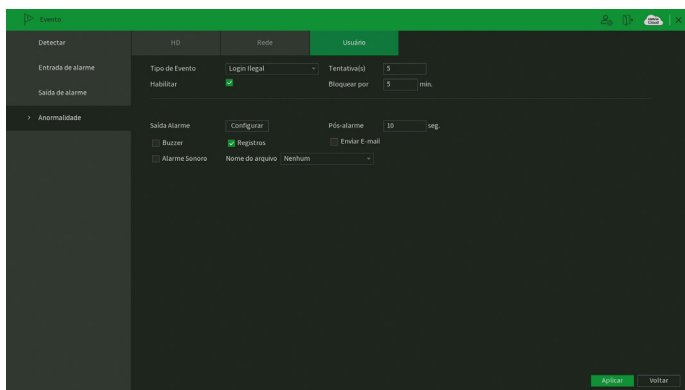 Evento
Detectar
Entrada de alarme
Saída de alarme
Anormalidade
HD Rede Usuário
Tipo de Evento Login Ilegal Tentativa(s) 5
Habilitar Bloquear por 5 min.
Saída Alarme Configurar Pós-alarme 10 seg.
Buzzer Registros Enviar E-mail
Alarme Sonoro Nome do arquivo Nenhum
Aplicar Voltar